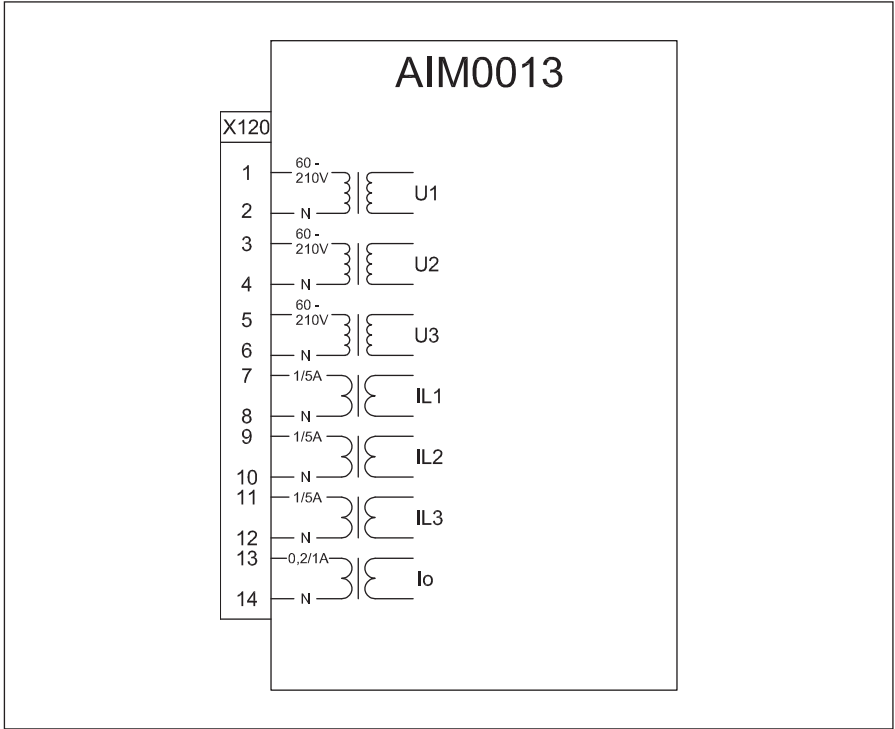 AIM0013
X120
1 60 -
210V
U1
2 N
3 60 -
210V
U2
4 N
5 60 -
210V
U3
6 N
7 1/5A
IL1
8 N
9 1/5A
IL2
10 N
11 1/5A
IL3
12 N
13 0,2/1A
Io
14 N